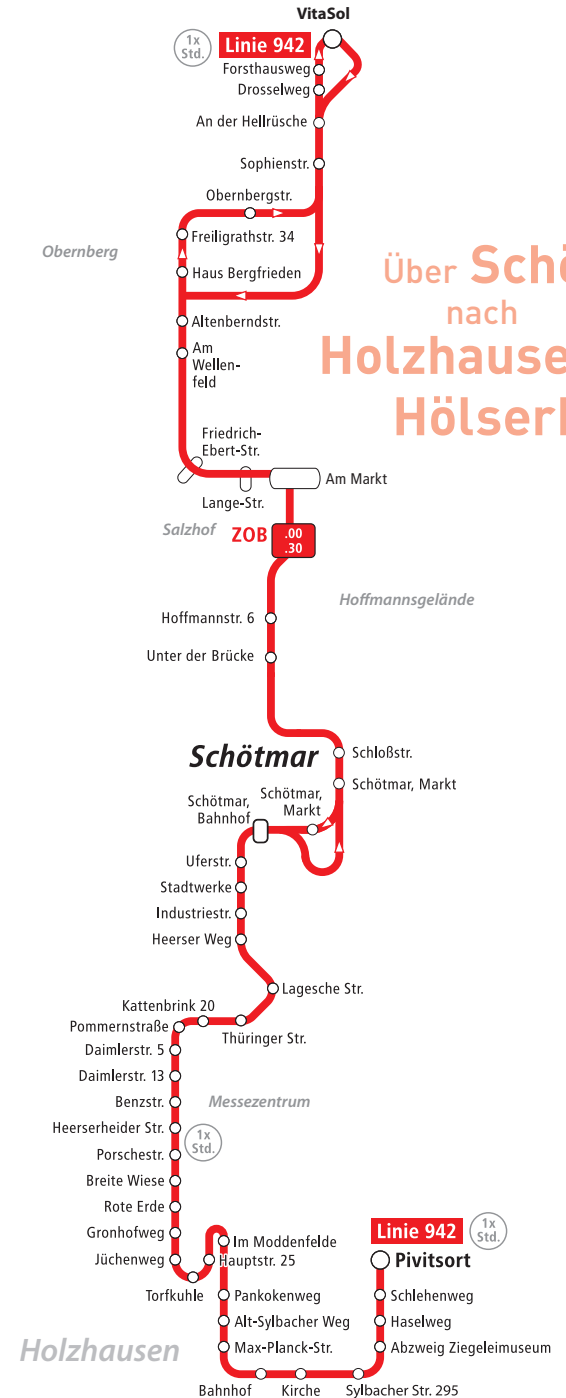 VitaSol
1x
Std.
Linie 942
Forsthausweg
Drosselweg
An der Hellrüsche
Sophienstr.
Obernbergstr.
Obernberg
Freiligrathstr. 34
Haus Bergfrieden
Über Schö
nach
Holzhause
Hölser
Altenberndstr.
Am
Wellen-
feld
Friedrich-
Ebert-Str.
Am Markt
Lange-Str.
Salzhof
ZOB
.00
.30
Hoffmannsgelände
Hoffmannstr. 6
Unter der Brücke
Schötmar
Schloßstr.
Schötmar, Markt
Schötmar,
Bahnhof
Schötmar,
Markt
Uferstr.
Stadtwerke
Industriestr.
Heerser Weg
Lagesche Str.
Kattenbrink 20
Pommernstraße
Thüringer Str.
Daimlerstr. 5
Daimlerstr. 13
Benzstr.
Messezentrum
Heerserheider Str.
1x
Std.
Porschestr.
Breite Wiese
Rote Erde
Gronhofweg
Jüchenweg
Torfkuhle
Im Moddenfelde
Hauptstr. 25
Linie 942
1x
Std.
Pivitsort
Pankokenweg
Schlehenweg
Alt-Sylbacher Weg
Haselweg
Holzhausen
Max-Planck-Str.
Abzweig Ziegeleimuseum
Bahnhof
Kirche
Sylbacher Str. 295